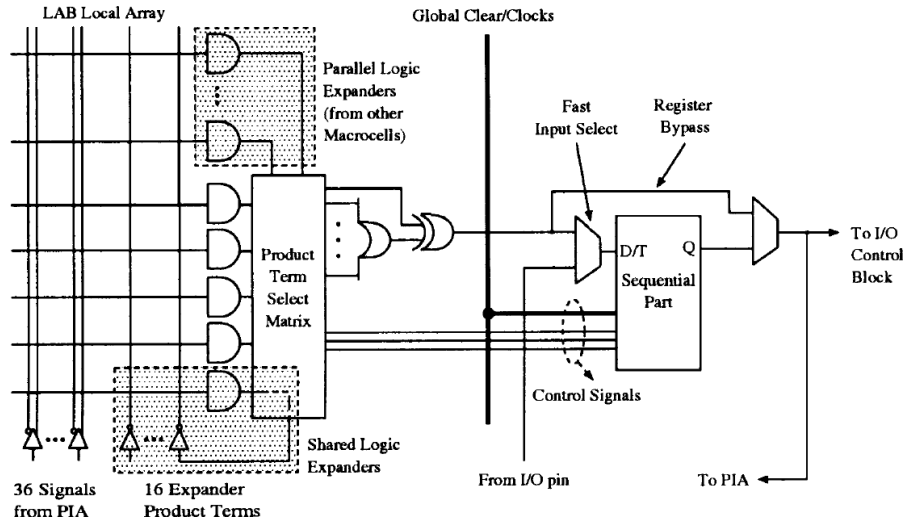 LAB Local Array
Global Clear/Clocks
Parallel Logic
Expanders
(from other
Macrocells)
Fast
Input Select
Register
Bypass
Product
Term
Select
Matrix
D/T
Q
Sequential
Part
To I/O
Control
Block
Control Signals
Shared Logic
Expanders
From I/O pin
To PIA
36 Signals
from PIA
16 Expander
Product Terms